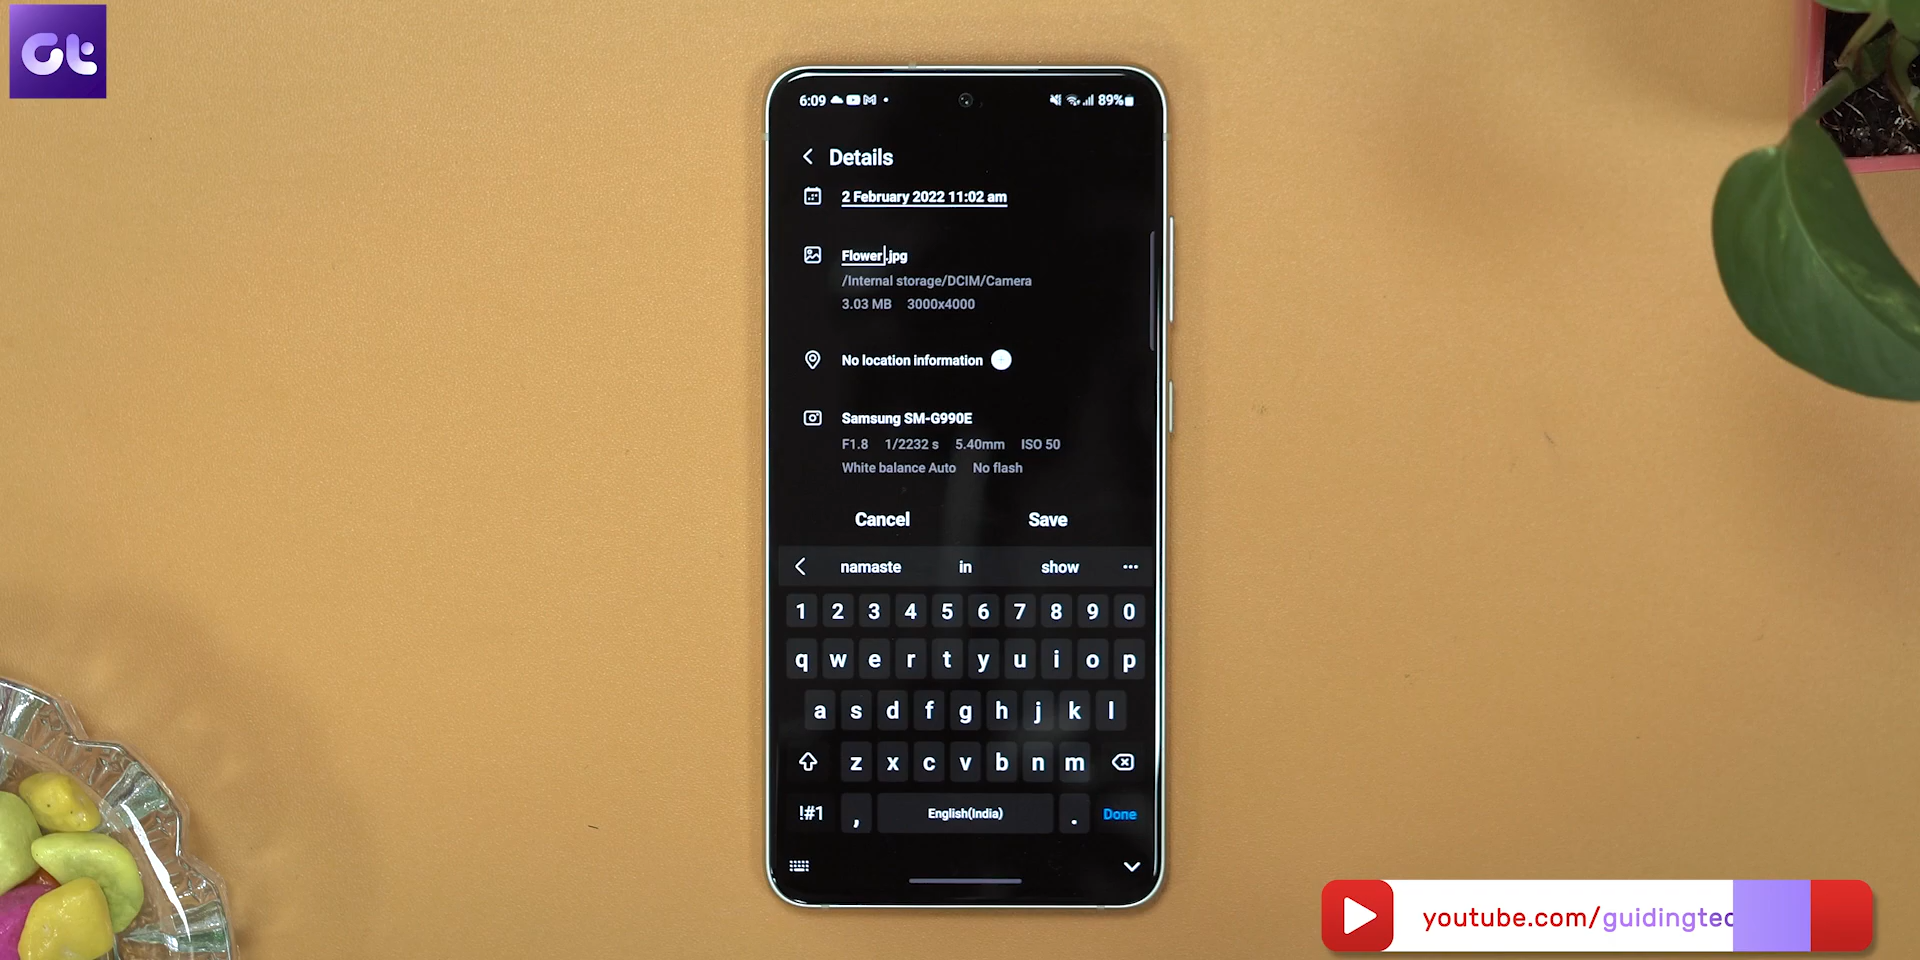 Gt
6:09 89%
Details
2 February 2022 11:02 am
Flower .jpg
/Internal storage/DCIM/Camera
3.03 MB 3000x4000
No location information
Samsung SM-G990E
F1.8 1/2232 s 5.40mm ISO 50
White balance Auto No flash
Cancel Save
namaste in show
1 2 3 4 5 6 7 8 9 0
q w e r t y u i o p
a s d f g h j k l
z x c v b n m
!#1 , English(India) . Done
youtube.com/guidingtec